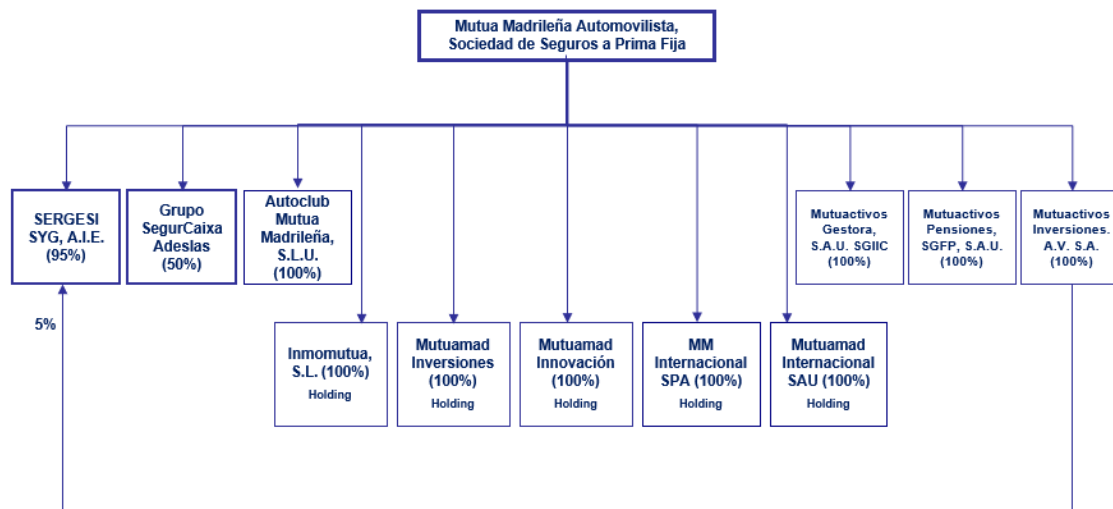 Mutua Madrileña Automovilista,
Sociedad de Seguros a Prima Fija
SERGESI
SYG, A.I.E.
(95%)
Grupo
SegurCaixa
Adeslas
(50%)
Autoclub
Mutua
Madrileña,
S.L.U.
(100%)
Mutuactivos
Gestora,
S.A.U. SGIIC
(100%)
Mutuactivos
Pensiones,
SGFP, S.A.U.
(100%)
Mutuactivos
Inversiones.
A.V. S.A.
(100%)
5%
Inmomutua,
S.L. (100%)
Holding
Mutuamad
Inversiones
(100%)
Holding
Mutuamad
Innovación
(100%)
Holding
MM
Internacional
SPA (100%)
Holding
Mutuamad
Internacional
SAU (100%)
Holding